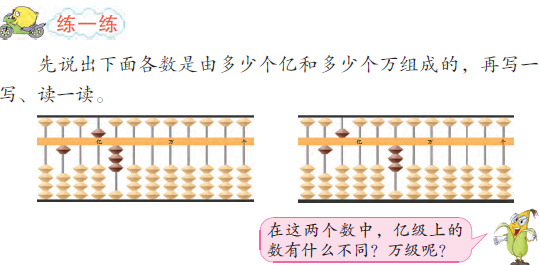 练一练
先说出下面各数是由多少个亿和多少个万组成的，再写一
写、读一读。
亿 万 个
亿 万 个
在这两个数中，亿级上的
数有什么不同？万级呢？